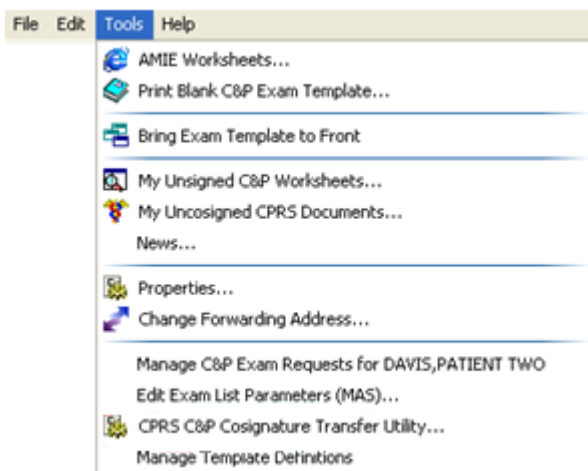 File Edit Tools Help
AMIE Worksheets...
Print Blank C&P Exam Template...
Bring Exam Template to Front
My Unsigned C&P Worksheets...
My Uncosigned CPRS Documents...
News...
Properties...
Change Forwarding Address...
Manage C&P Exam Requests for DAVIS,PATIENT TWO
Edit Exam List Parameters (MAS)...
CPRS C&P Cosignature Transfer Utility...
Manage Template Definitions